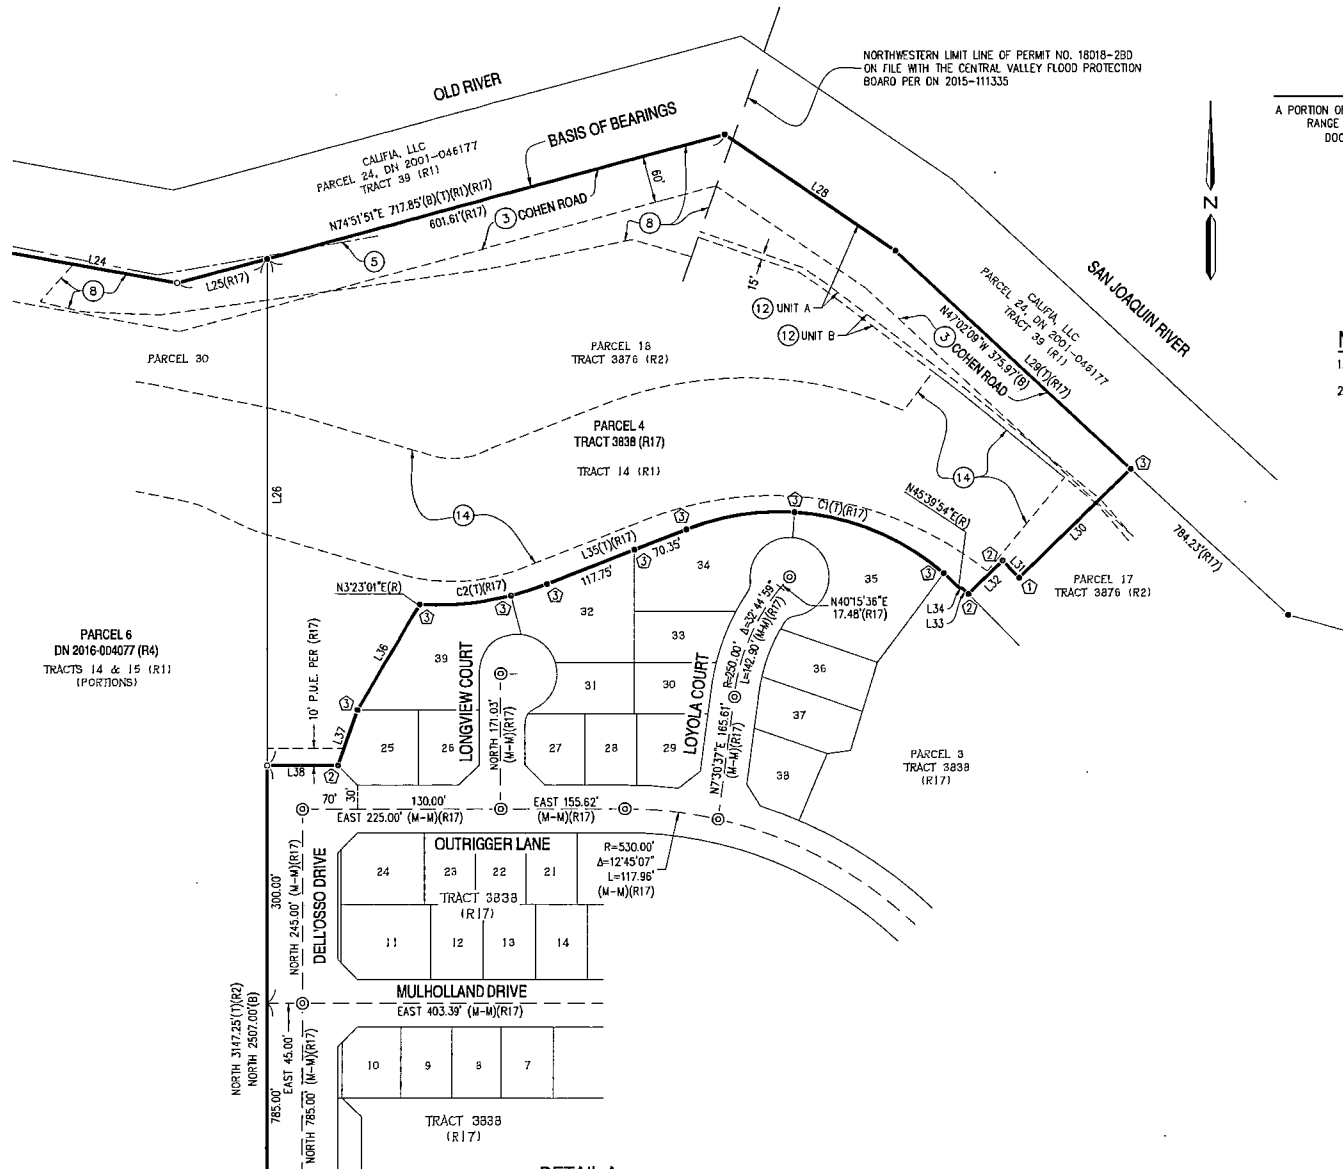 NORTHWESTERN LIMIT LINE OF PERMIT NO. 18018-2BD
ON FILE WITH THE CENTRAL VALLEY FLOOD PROTECTION
BOARD PER DN 2015-111335
A PORTION OF
RANGE
DOC
OLD RIVER
BASIS OF BEARINGS
CALIFIA, LLC
PARCEL 24, DN 2001-046177
TRACT 39 (R1)
N74°51'51"E 717.85'(B)(T)(R1)(R17)
601.61'(R17)
3 COHEN ROAD
60'
8
5
L28
N
L24
8
L25(R17)
15'
12 UNIT A
12 UNIT B
SAN JOAQUIN RIVER
CALIFIA, LLC
PARCEL 24, DN 2001-046177
TRACT 39 (R1)
N47°02'09"W 375.97'(B)
L29(T)(R17)
3 COHEN ROAD
N
1.
2
PARCEL 30
PARCEL 18
TRACT 3876 (R2)
PARCEL 4
TRACT 3838 (R17)
TRACT 14 (R1)
14
L26
14
N45°39'54"E(R)
3
L30
784.23'(R17)
3
C1(T)(R17)
3
L35(T)(R17)
70.35'
3
117.75'
C2(T)(R17)
3
3
N3°23'01"E(R)
3
34
35
3
2
L31
L32
1
2
L34
L33
PARCEL 17
TRACT 3876 (R2)
N40°15'36"E
17.48'(R17)
32
33
Δ=32°44'59"
R=250.00'
L=142.90'(M-M)(R17)
PARCEL 6
DN 2016-004077 (R4)
TRACTS 14 & 15 (R1)
(PORTIONS)
10' P.U.E. PER (R17)
L36
39
LONGVIEW COURT
31
30
LOYOLA COURT
36
37
38
3
L37
25
26
NORTH 171.03'
(M-M)(R17)
27
28
29
N7°30'37"E 165.61'
(M-M)(R17)
PARCEL 3
TRACT 3838
(R17)
L38
2
70'
30'
130.00'
EAST 225.00' (M-M)(R17)
EAST 155.62'
(M-M)(R17)
OUTRIGGER LANE
R=530.00'
Δ=12°45'07"
L=117.96'
(M-M)(R17)
300.00'
NORTH 245.00' (M-M)(R17)
DELL'OSSO DRIVE
24
23
22
21
TRACT 3838
(R17)
11
12
13
14
MULHOLLAND DRIVE
EAST 403.39' (M-M)(R17)
NORTH 3147.25'(T)(R2)
NORTH 2507.00'(B)
785.00'
EAST 45.00'
NORTH 785.00' (M-M)(R17)
10
9
8
7
TRACT 3838
(R17)
DETAIL A